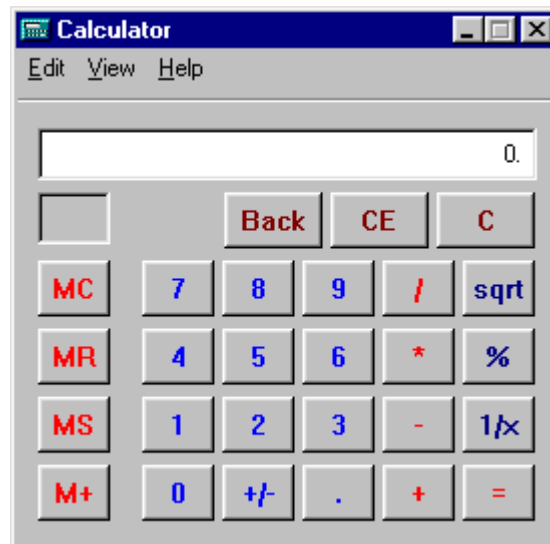 Calculator
Edit View Help
0.
Back CE C
MC 7 8 9 / sqrt
MR 4 5 6 * %
MS 1 2 3 - 1/x
M+ 0 +/- . + =